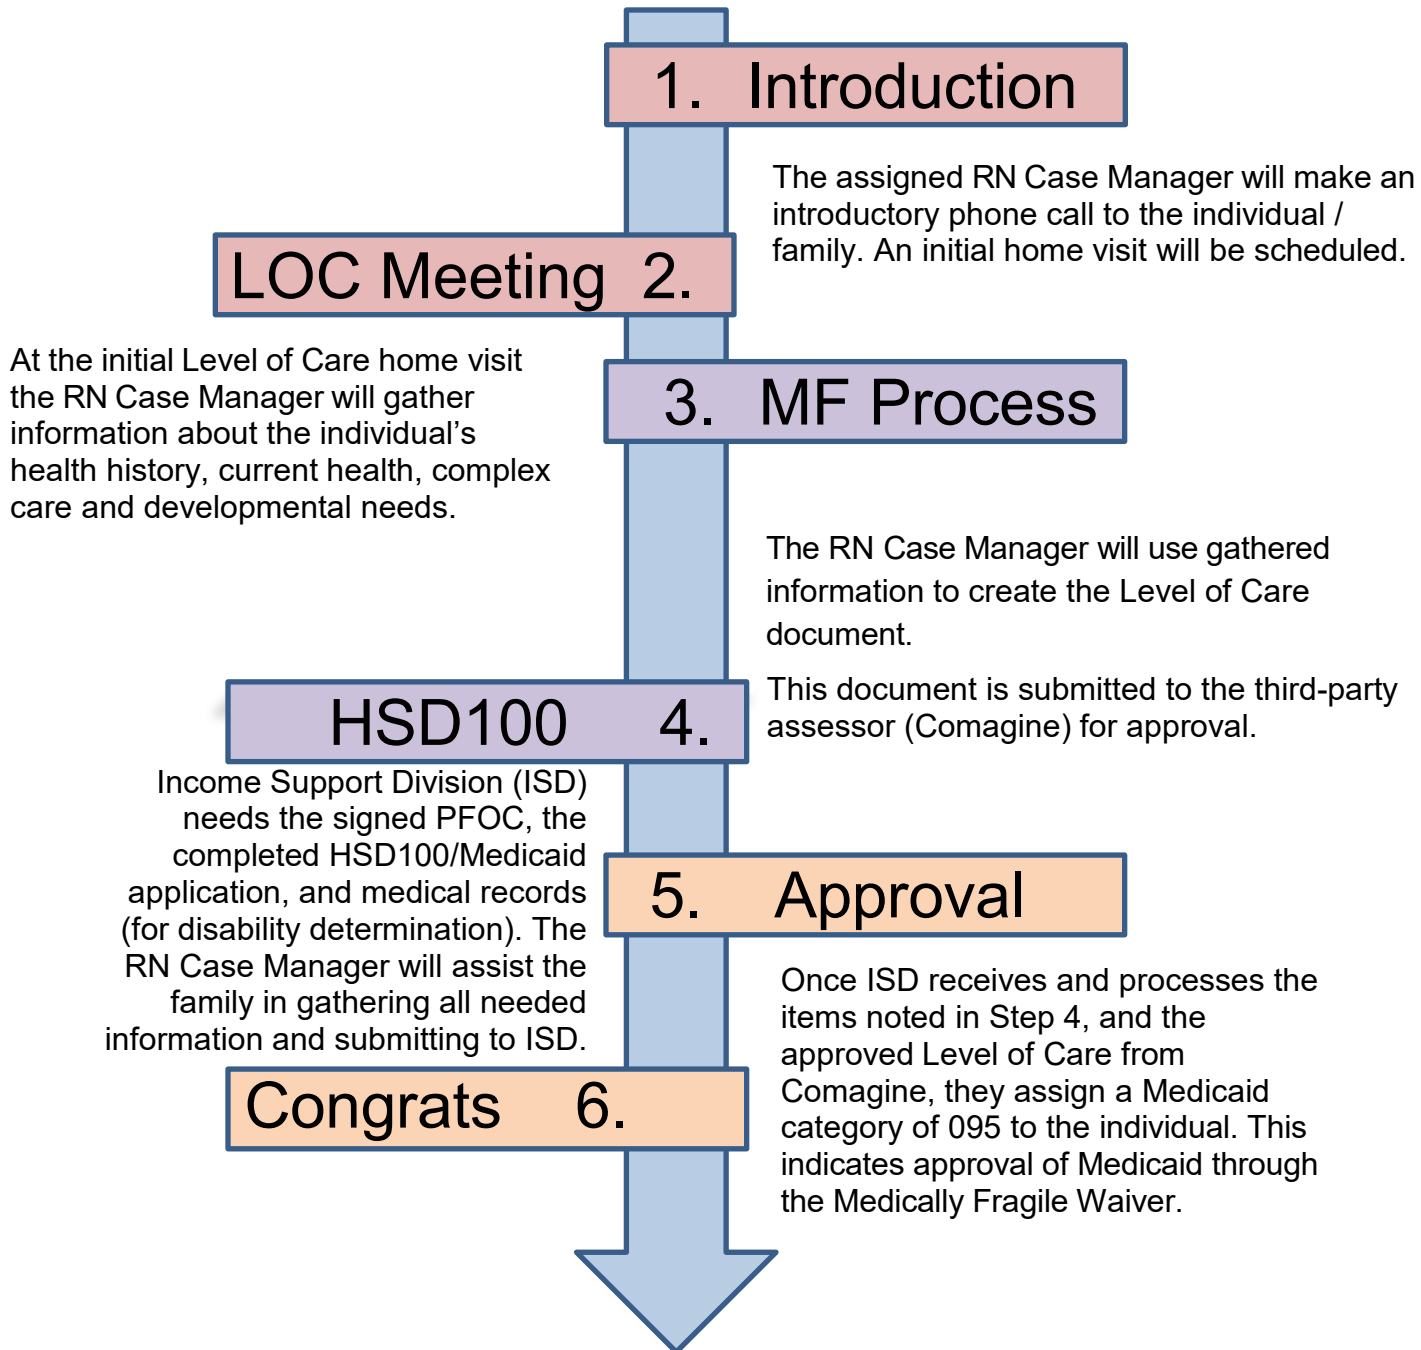 1. Introduction
The assigned RN Case Manager will make an
introductory phone call to the individual /
family. An initial home visit will be scheduled.
LOC Meeting 2.
At the initial Level of Care home visit
the RN Case Manager will gather
information about the individual’s
health history, current health, complex
care and developmental needs.
3. MF Process
The RN Case Manager will use gathered
information to create the Level of Care
document.
This document is submitted to the third-party
assessor (Comagine) for approval.
HSD100 4.
Income Support Division (ISD)
needs the signed PFOC, the
completed HSD100/Medicaid
application, and medical records
(for disability determination). The
RN Case Manager will assist the
family in gathering all needed
information and submitting to ISD.
5. Approval
Once ISD receives and processes the
items noted in Step 4, and the
approved Level of Care from
Comagine, they assign a Medicaid
category of 095 to the individual. This
indicates approval of Medicaid through
the Medically Fragile Waiver.
Congrats 6.